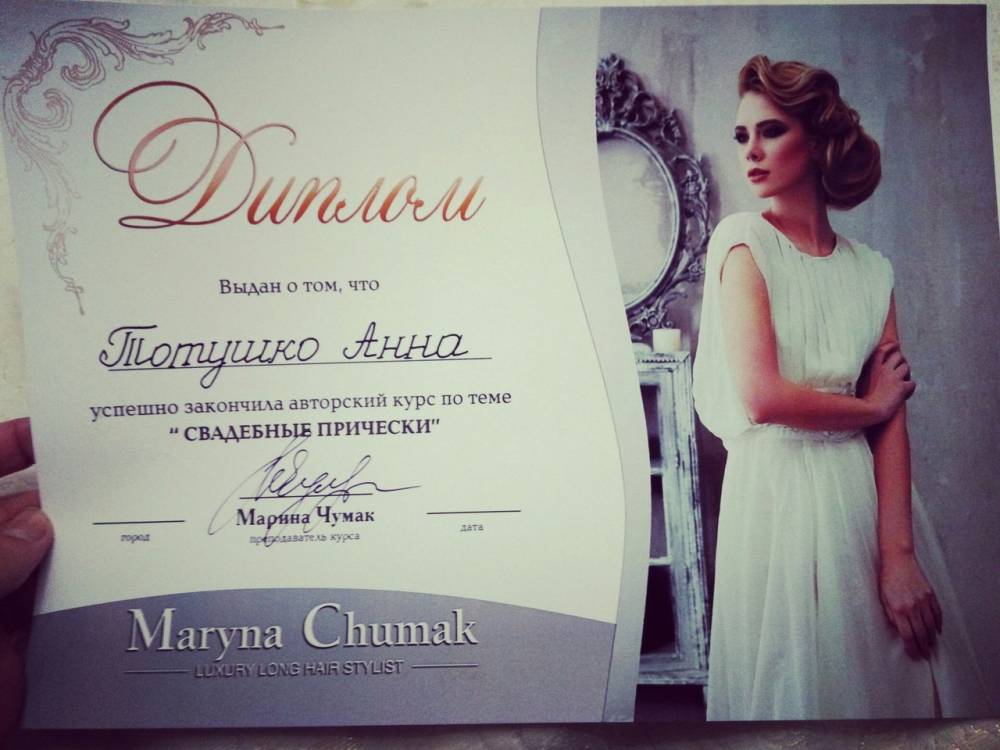 Диплом
Выдан о том, что
Тотушко Анна
успешно закончила авторский курс по теме
“ СВАДЕБНЫЕ ПРИЧЕСКИ”
Марина Чумак
город
преподаватель курса
дата
Maryna Chumak
LUXURY LONG HAIR STYLIST